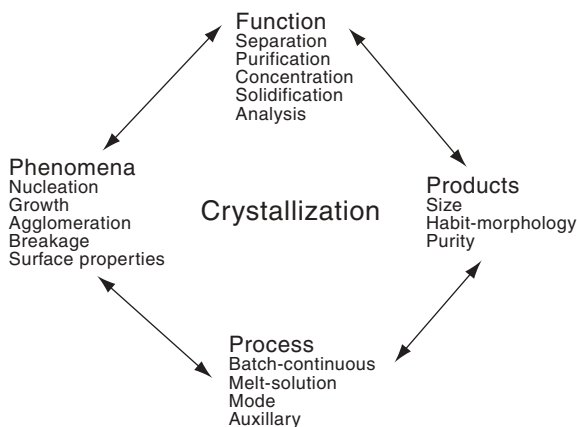 Function
Separation
Purification
Concentration
Solidification
Analysis
Phenomena
Nucleation
Growth
Agglomeration
Breakage
Surface properties
Crystallization
Products
Size
Habit-morphology
Purity
Process
Batch-continuous
Melt-solution
Mode
Auxillary